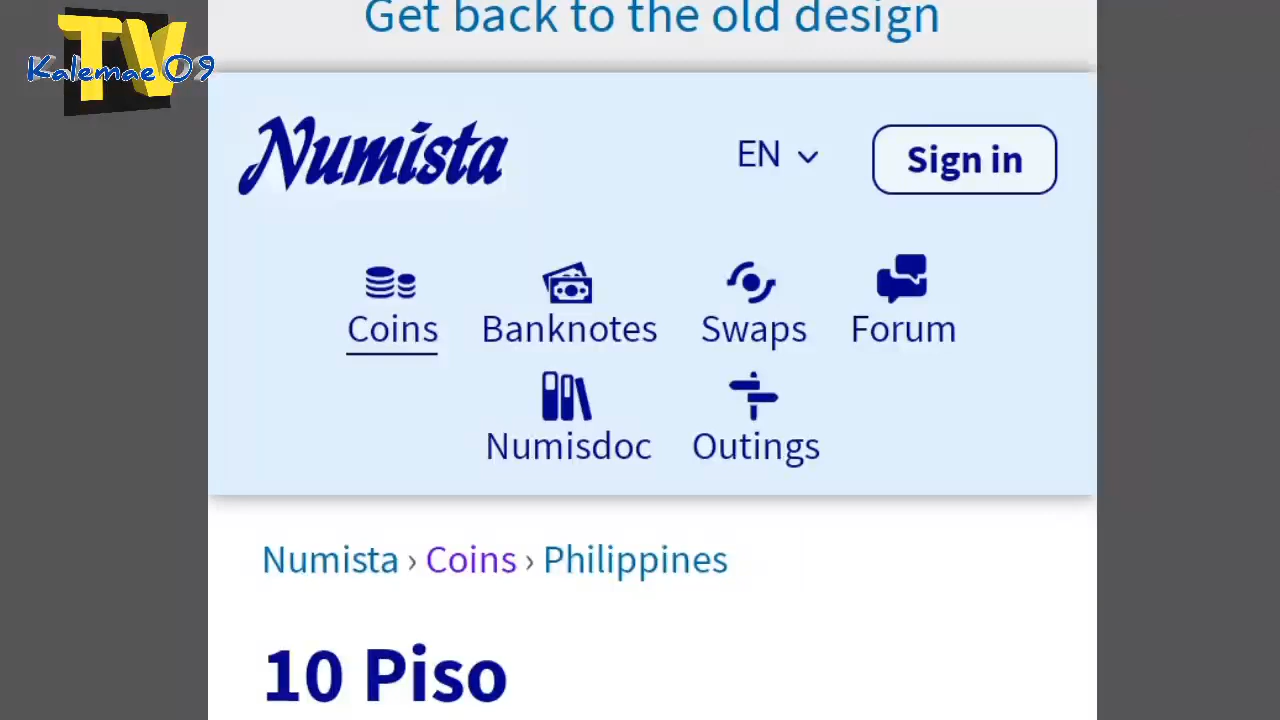 Get back to the old design
TV
Kalemae 09
Numista
EN
Sign in
Coins
Banknotes
Swaps
Forum
Numisdoc
Outings
Numista › Coins › Philippines
10 Piso